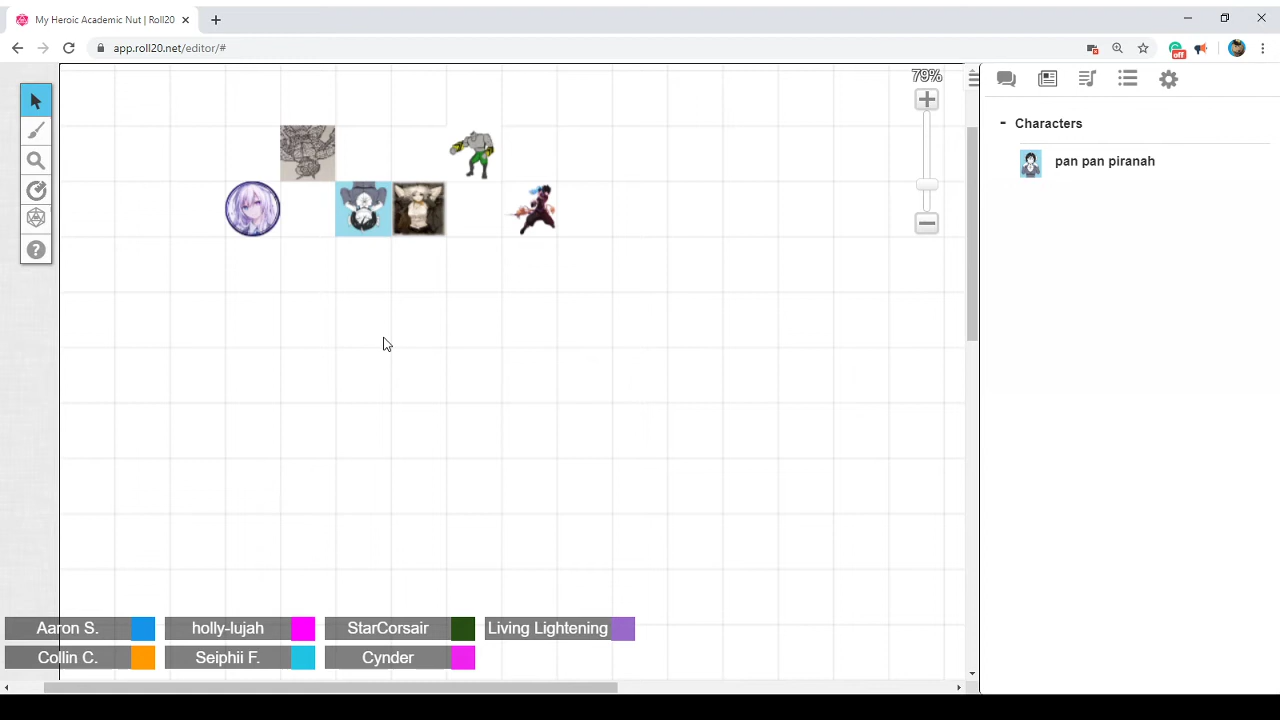 My Heroic Academic Nut | Roll20
app.roll20.net/editor/#
off
79%
- Characters
pan pan piranah
Aaron S.
holly-lujah
StarCorsair
Living Lightening
Collin C.
Seiphii F.
Cynder